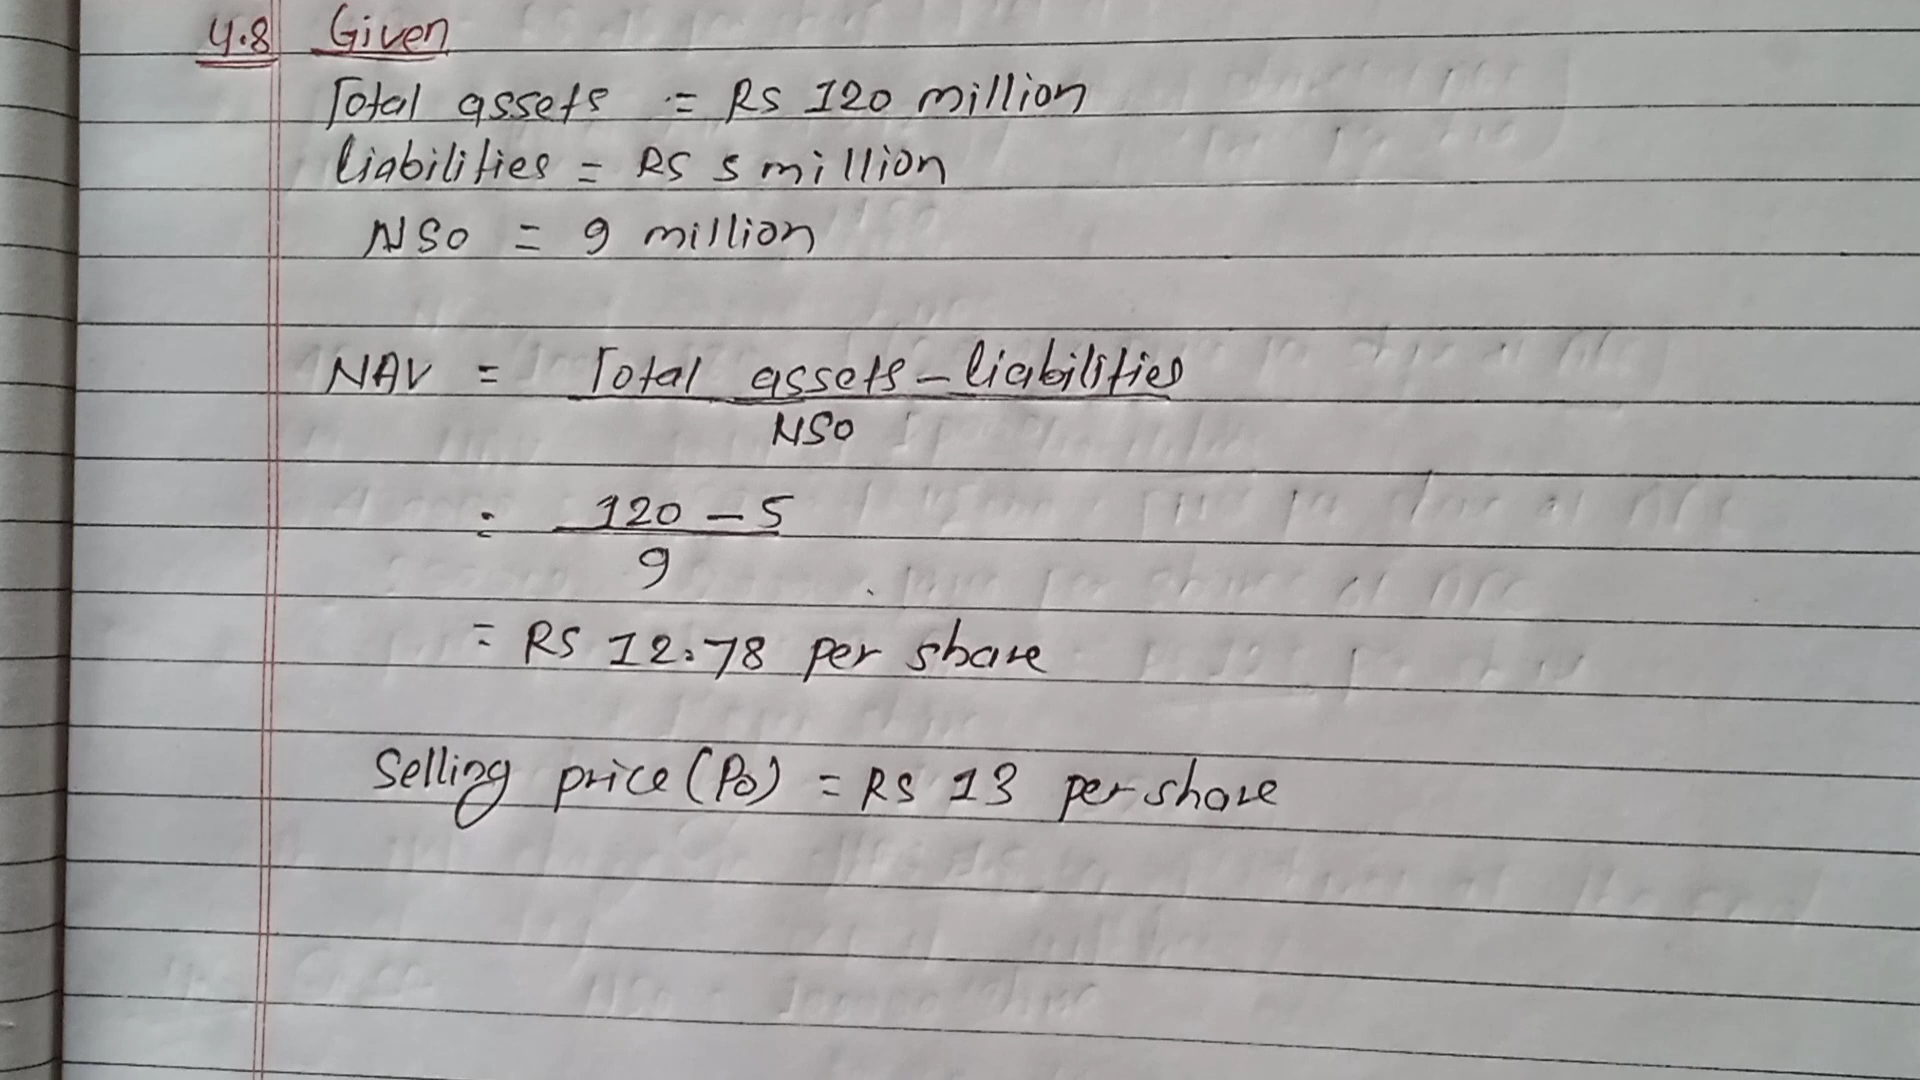 4.8 Given
Total assets = Rs 120 million
liabilities = RS 5 million
NSO = 9 million
NAV = Total assets - liabilities
NSO
= 120 - 5
9
= RS 12.78 per share
Selling price (Po) = RS 13 per share